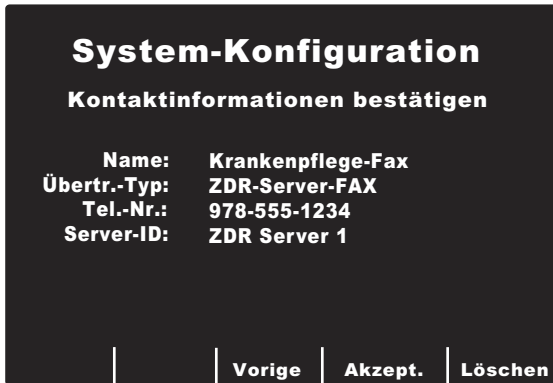 System-Konfiguration
Kontaktinformationen bestätigen
Name: Krankenpflege-Fax
Übertr.-Typ: ZDR-Server-FAX
Tel.-Nr.: 978-555-1234
Server-ID: ZDR Server 1
Vorige Akzept. Löschen